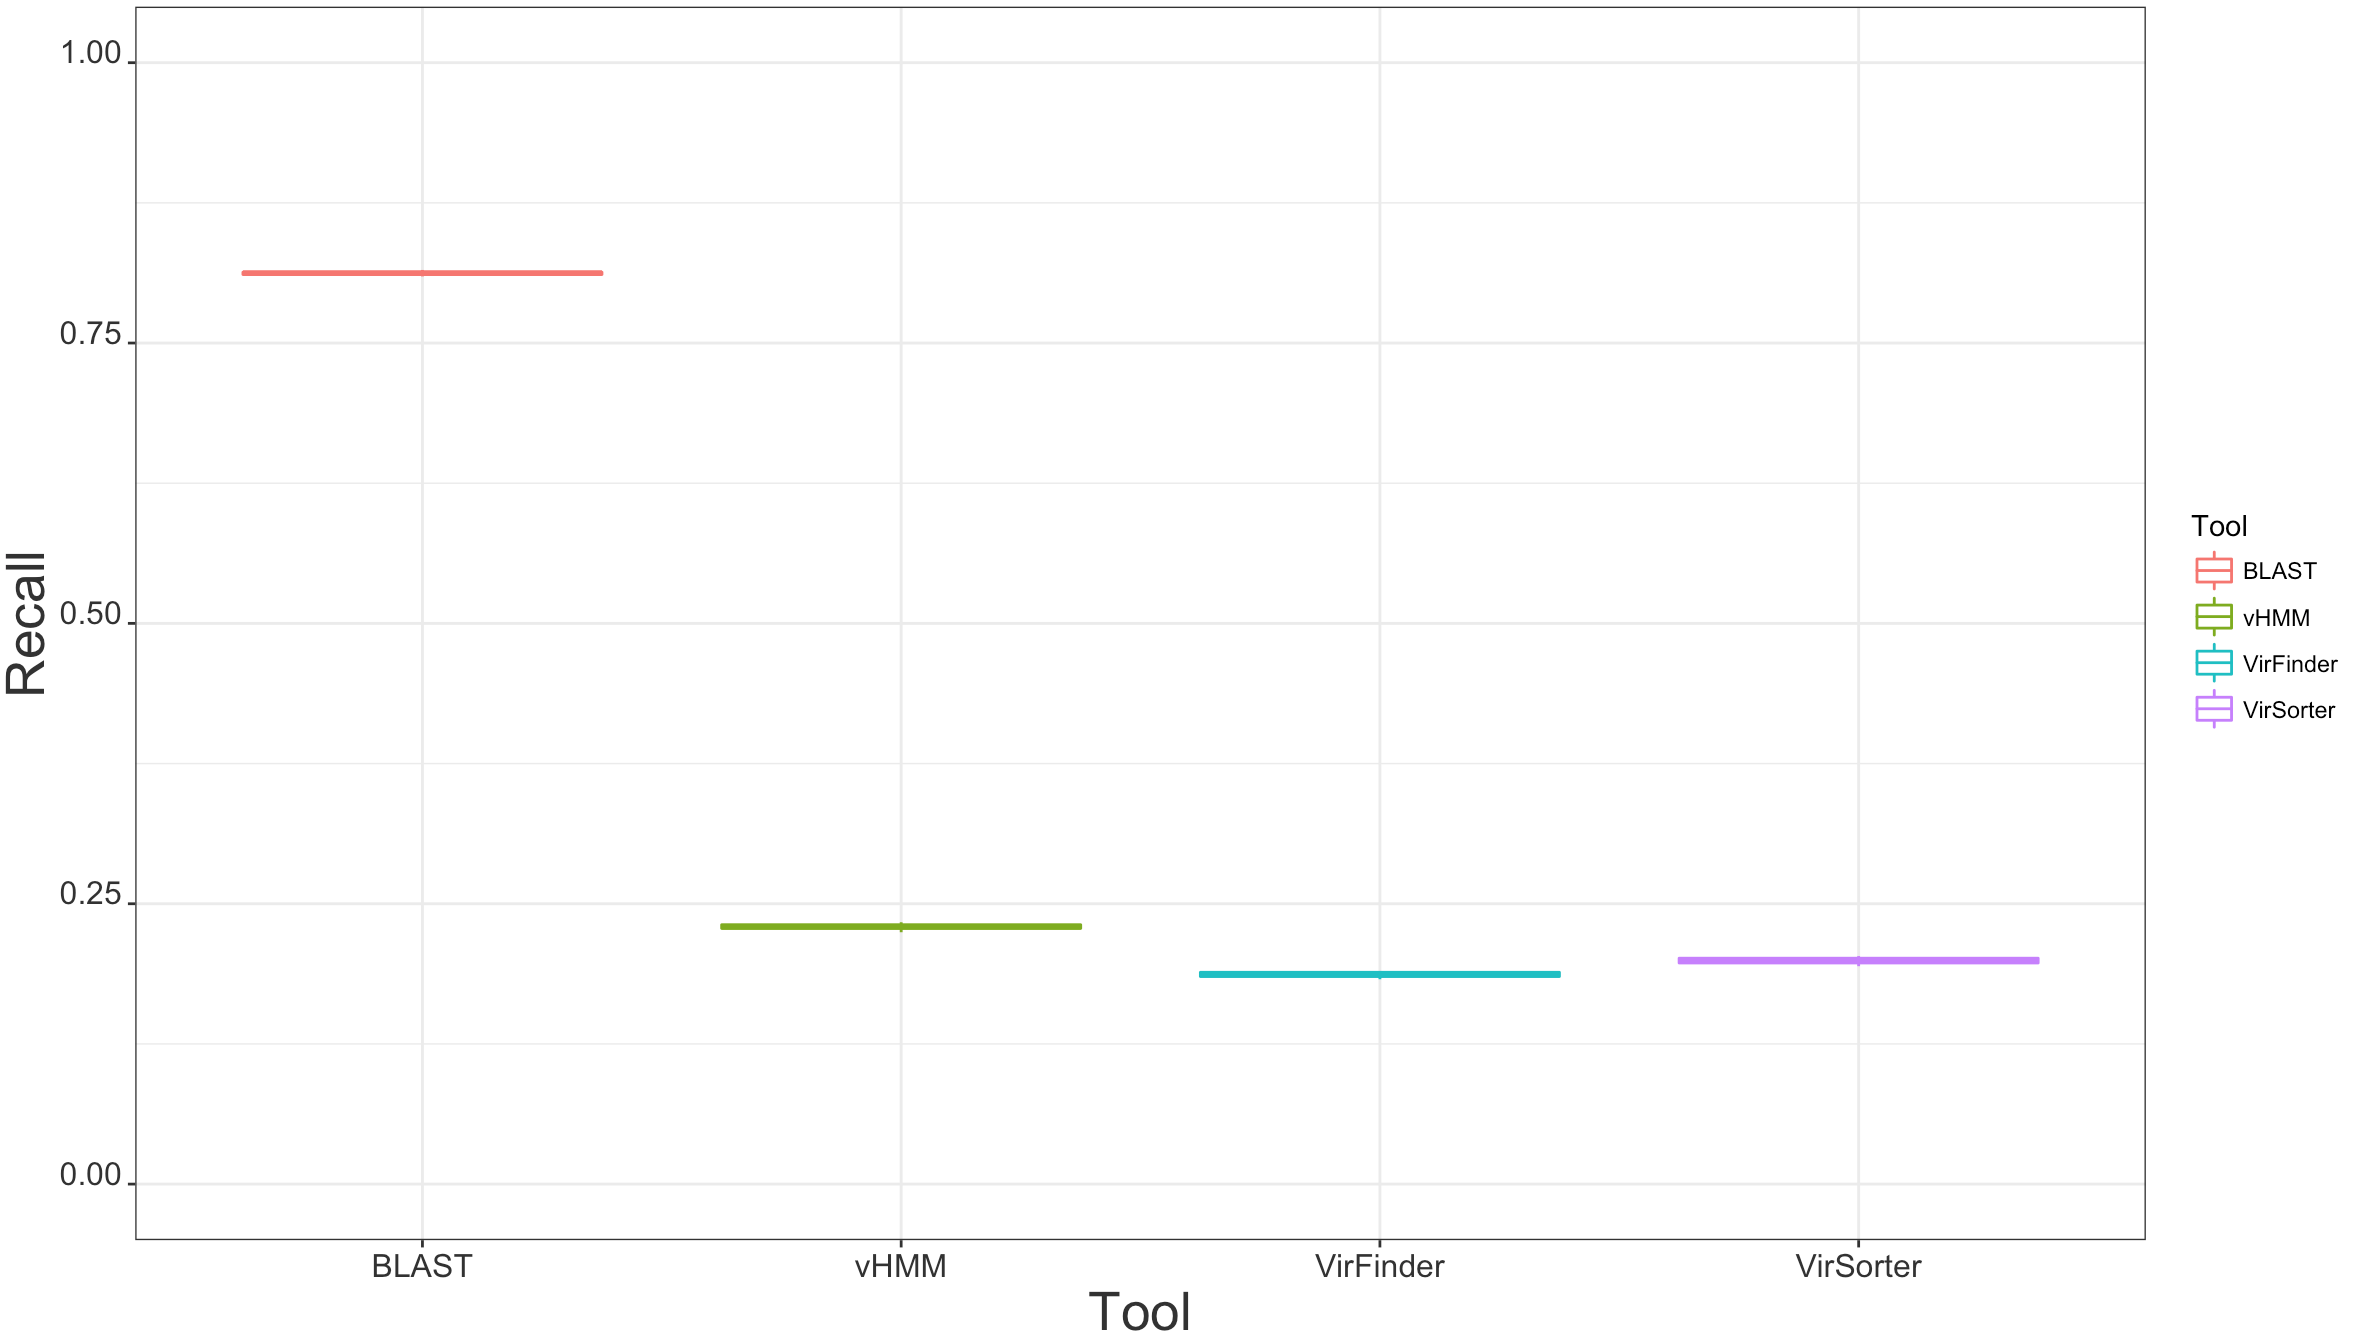 Recall
1.00
0.75
0.50
0.25
0.00
BLAST
vHMM
VirFinder
VirSorter
Tool
Tool
BLAST
vHMM
VirFinder
VirSorter